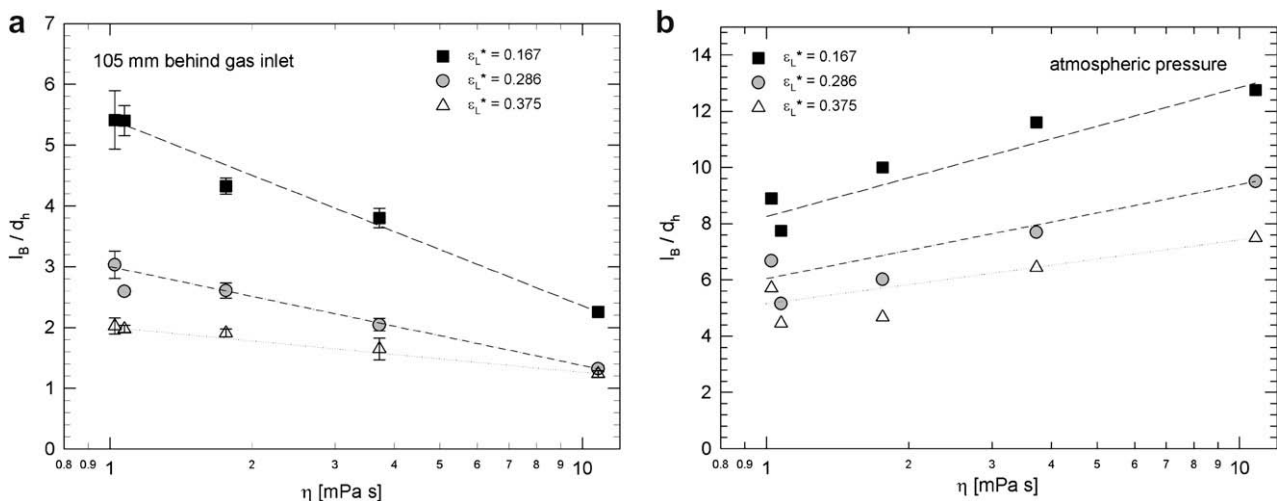 a
105 mm behind gas inlet
ε_L* = 0.167
ε_L* = 0.286
ε_L* = 0.375
l_B / d_h
7
6
5
4
3
2
1
0
0.8 0.9 1 2 3 4 5 6 7 8 9 10
η [mPa s]
b
ε_L* = 0.167
ε_L* = 0.286
ε_L* = 0.375
atmospheric pressure
l_B / d_h
14
12
10
8
6
4
2
0
0.8 0.9 1 2 3 4 5 6 7 8 9 10
η [mPa s]